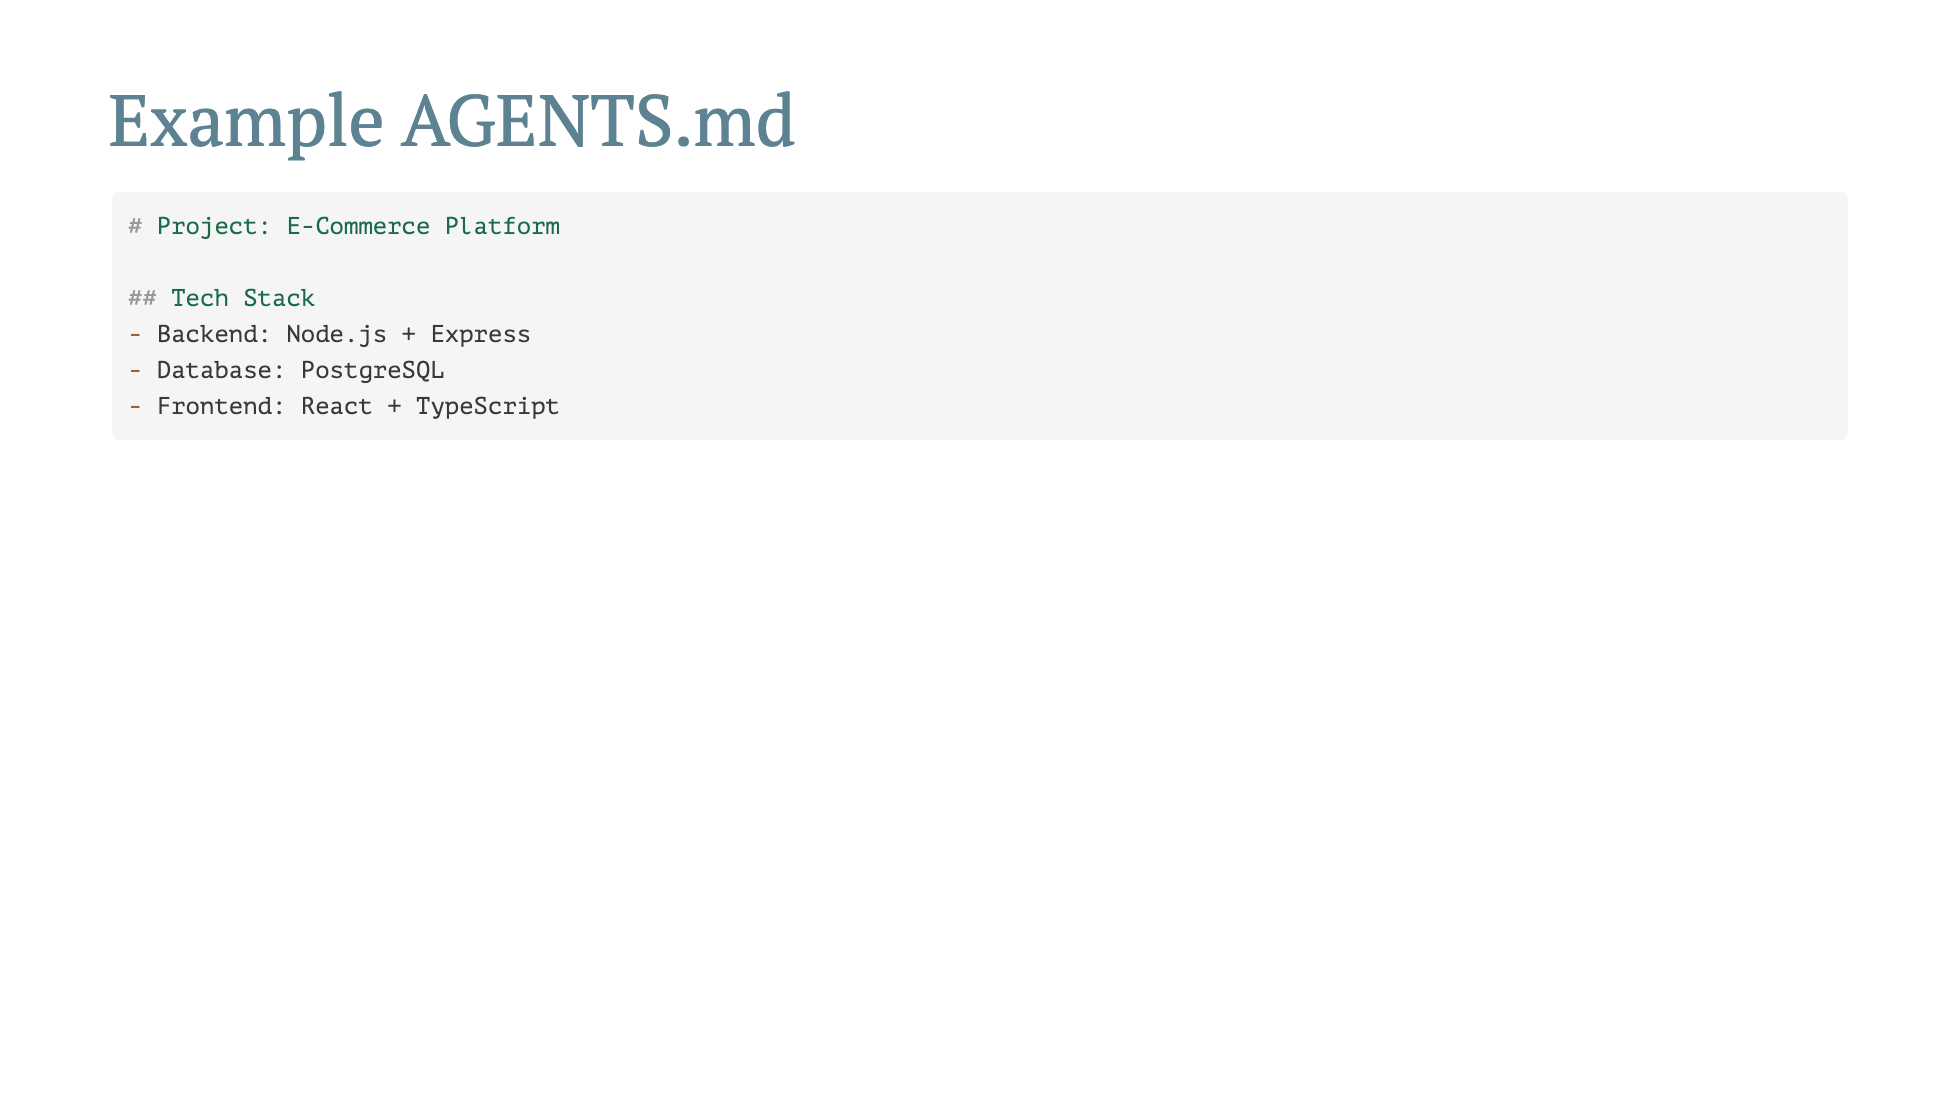 Example AGENTS.md
# Project: E-Commerce Platform
## Tech Stack
- Backend: Node.js + Express
- Database: PostgreSQL
- Frontend: React + TypeScript